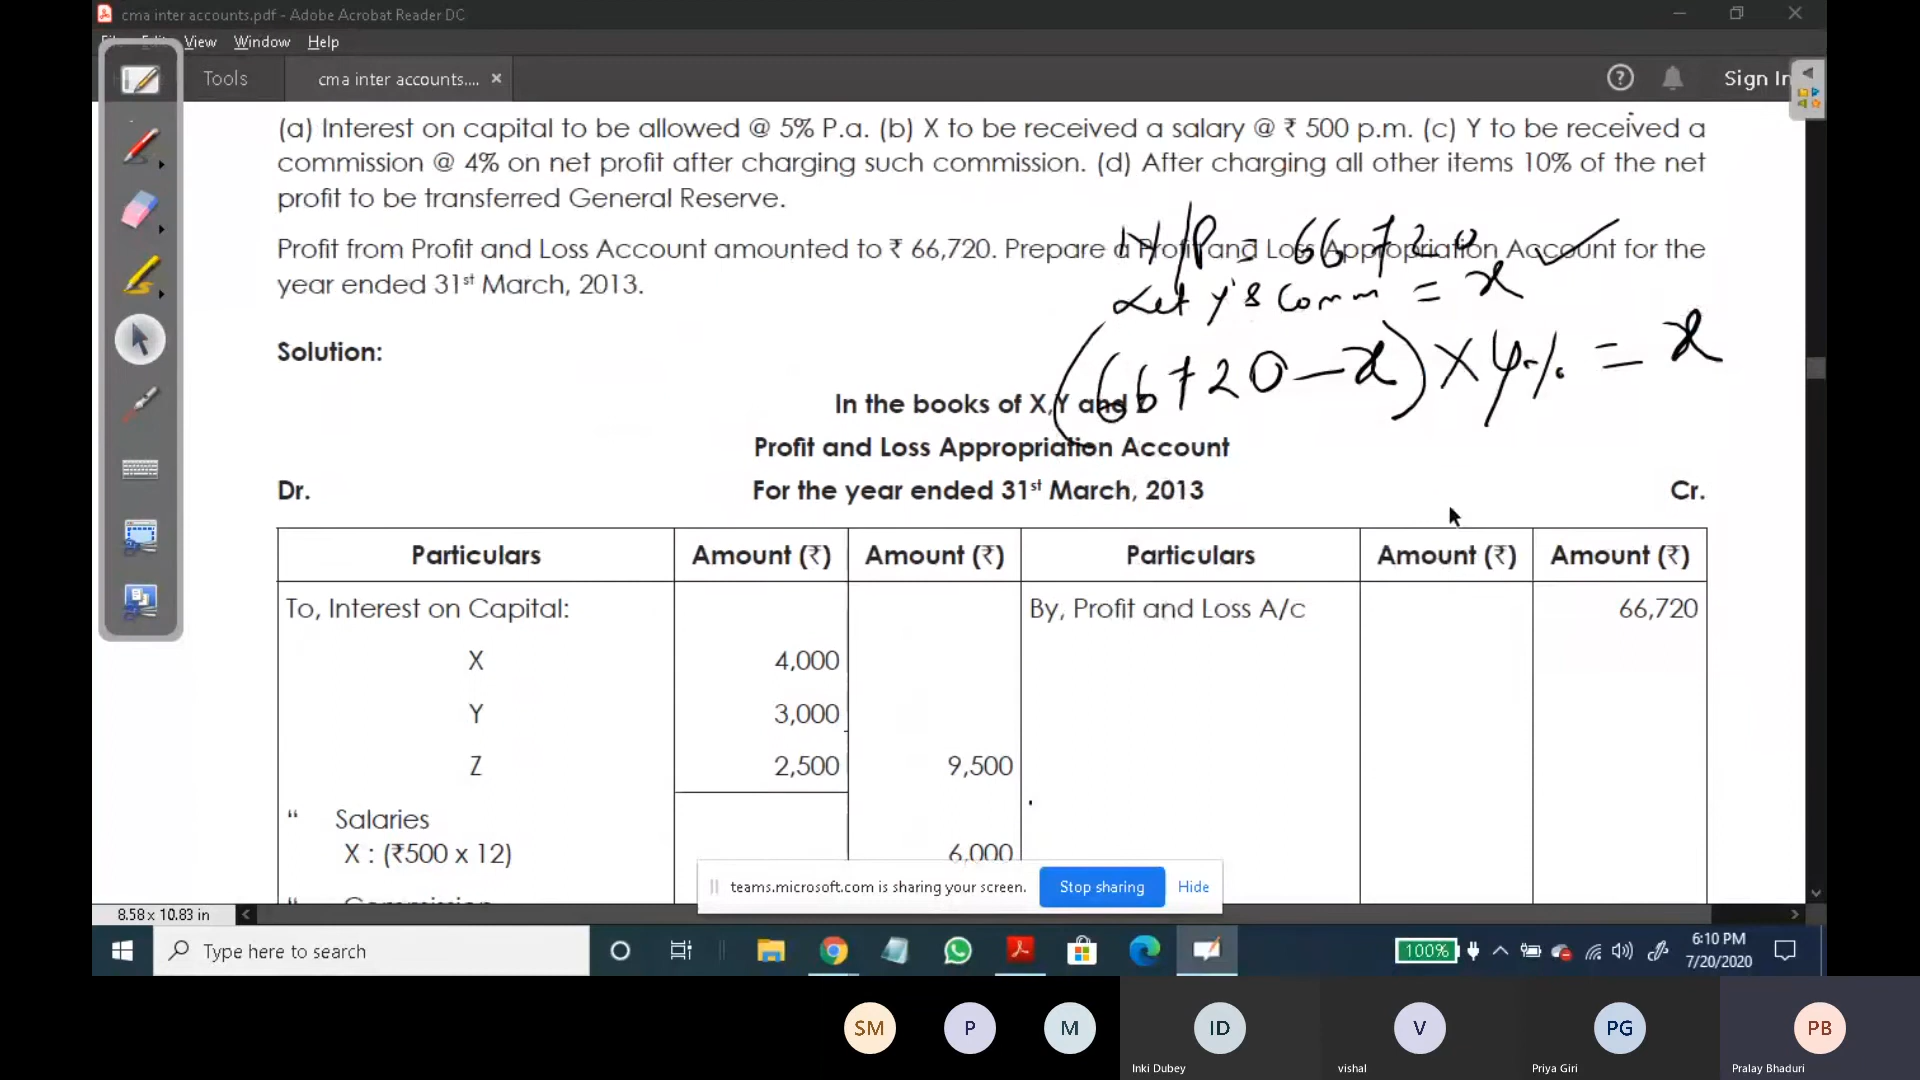 cma inter accounts.pdf - Adobe Acrobat Reader DC
View Window Help
Tools
cma inter accounts....
Sign In
(a) Interest on capital to be allowed @ 5% P.a. (b) X to be received a salary @ ₹ 500 p.m. (c) Y to be received a
commission @ 4% on net profit after charging such commission. (d) After charging all other items 10% of the net
profit to be transferred General Reserve.
Profit from Profit and Loss Account amounted to ₹ 66,720. Prepare a Profit and Loss Appropriation Account for the
year ended 31st March, 2013.
N/P = 66720
Let y's Comm = x
(66720 - x) x 4% = x
Solution:
In the books of X,Y and Z
Profit and Loss Appropriation Account
Dr. For the year ended 31st March, 2013 Cr.
Particulars Amount (₹) Amount (₹) Particulars Amount (₹) Amount (₹)
To, Interest on Capital: By, Profit and Loss A/c 66,720
X 4,000
Y 3,000
Z 2,500 9,500
“ Salaries
X : (₹500 x 12) 6,000
teams.microsoft.com is sharing your screen. Stop sharing Hide
8.58 x 10.83 in
Type here to search
100%
6:10 PM
7/20/2020
SM P M ID V PG PB
Inki Dubey vishal Priya Giri Pralay Bhaduri